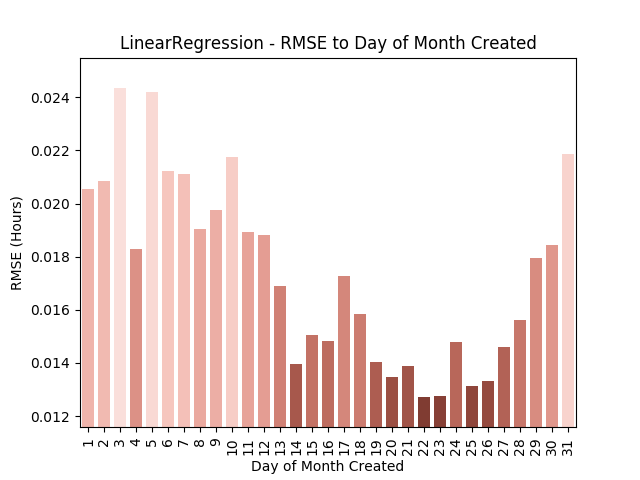 LinearRegression - RMSE to Day of Month Created
RMSE (Hours)
0.024
0.022
0.020
0.018
0.016
0.014
0.012
1 2 3 4 5 6 7 8 9 10 11 12 13 14 15 16 17 18 19 20 21 22 23 24 25 26 27 28 29 30 31
Day of Month Created